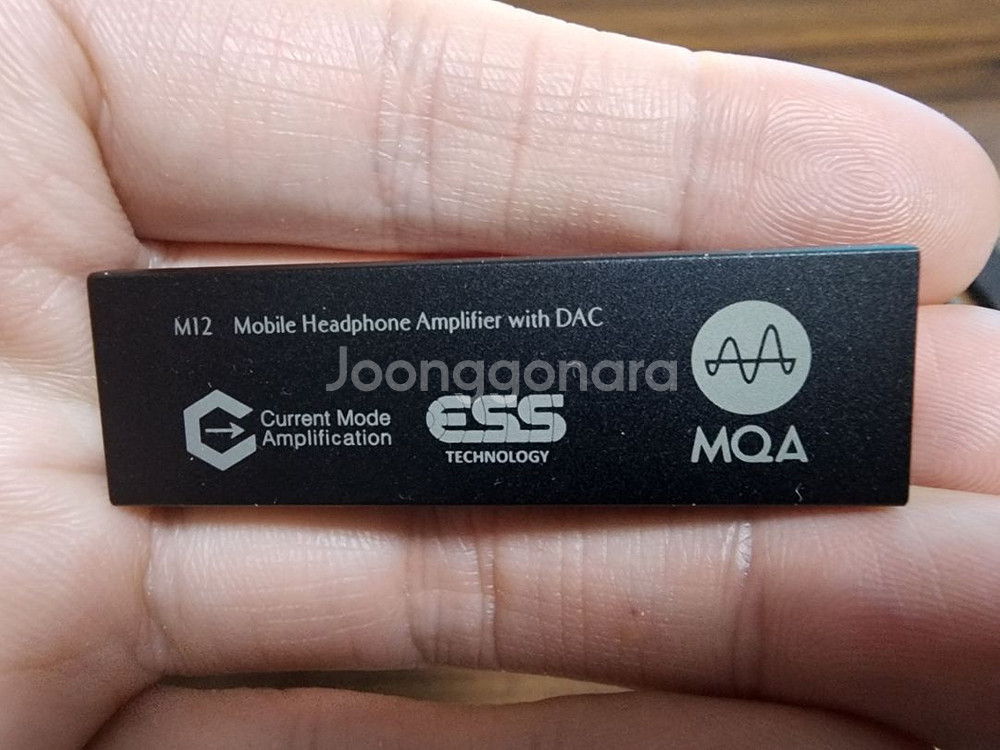 M12 Mobile Headphone Amplifier with DAC
Joonggonara
Current Mode
Amplification
ESS
TECHNOLOGY
MQA